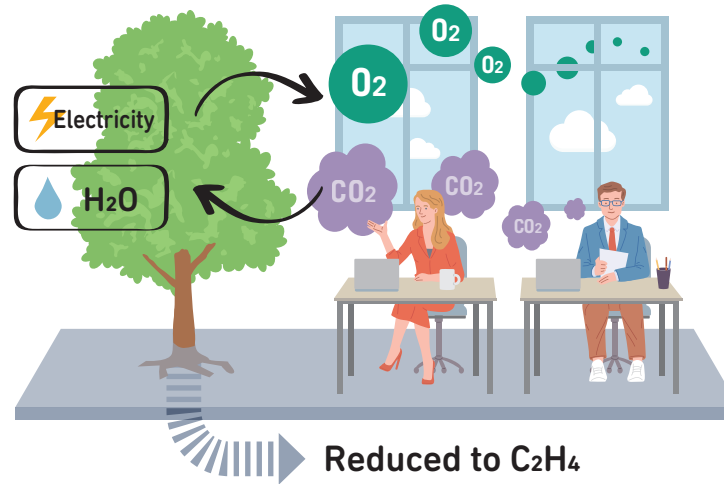 O₂
O₂
O₂
Electricity
H₂O
CO₂
CO₂
CO₂
Reduced to C₂H₄